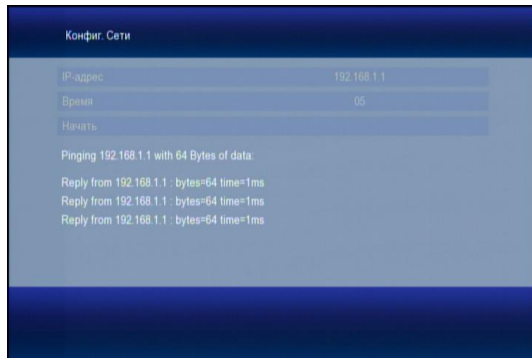 Конфиг. Сети
IP-адрес 192.168.1.1
Время 05
Начать
Pinging 192.168.1.1 with 64 Bytes of data:
Reply from 192.168.1.1 : bytes=64 time=1ms
Reply from 192.168.1.1 : bytes=64 time=1ms
Reply from 192.168.1.1 : bytes=64 time=1ms